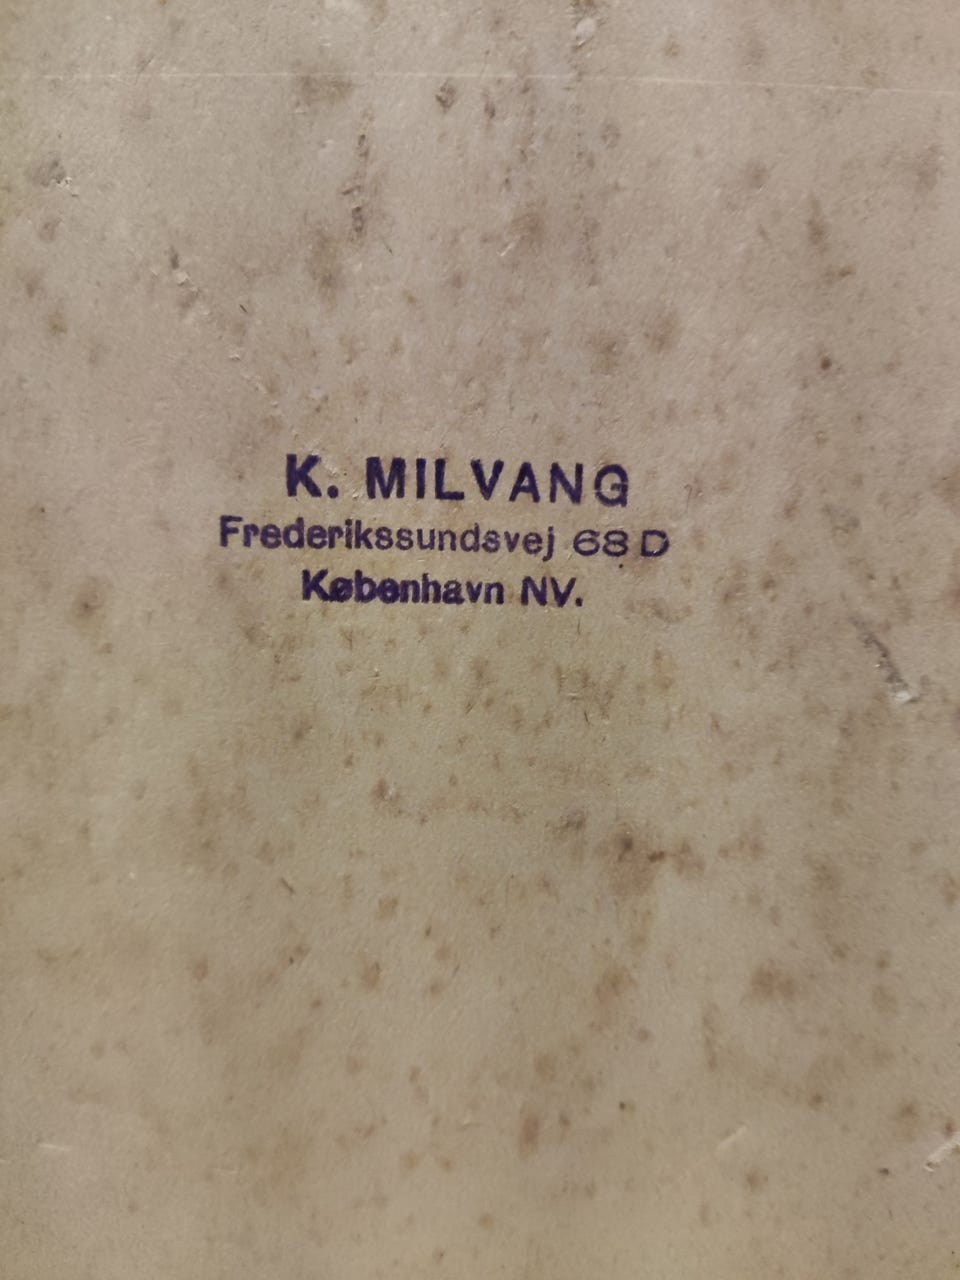 K. MILVANG
Frederikssundsvej 68 D
København NV.